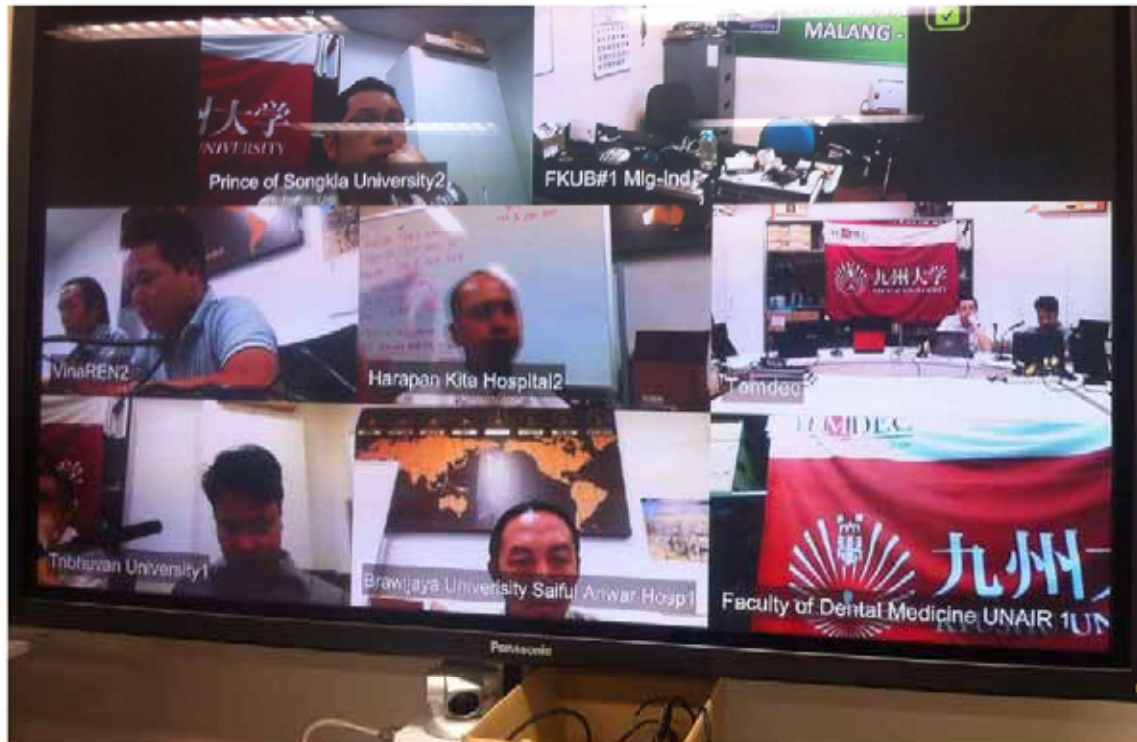 MALANG -
大学
UNIVERSITY
Prince of Songkla University2
FKUB#1 Mlg-Ind
九州大学
VinaREN2
Harapan Kita Hospital2
Temdec
TEMDEC
九州
Tribhuvan University1
Brawijaya Univerisity Saiful Anwar Hosp1
Faculty of Dental Medicine UNAIR 1
Panasonic